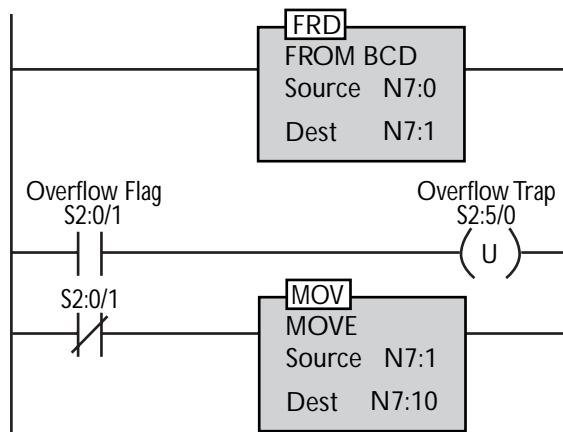 FRD
FROM BCD
Source N7:0
Dest N7:1
Overflow Flag
S2:0/1
Overflow Trap
S2:5/0
U
S2:0/1
MOV
MOVE
Source N7:1
Dest N7:10